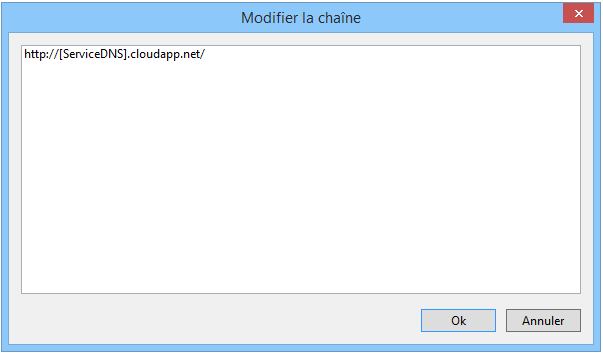 Modifier la chaîne
http://[ServiceDNS].cloudapp.net/
Ok
Annuler